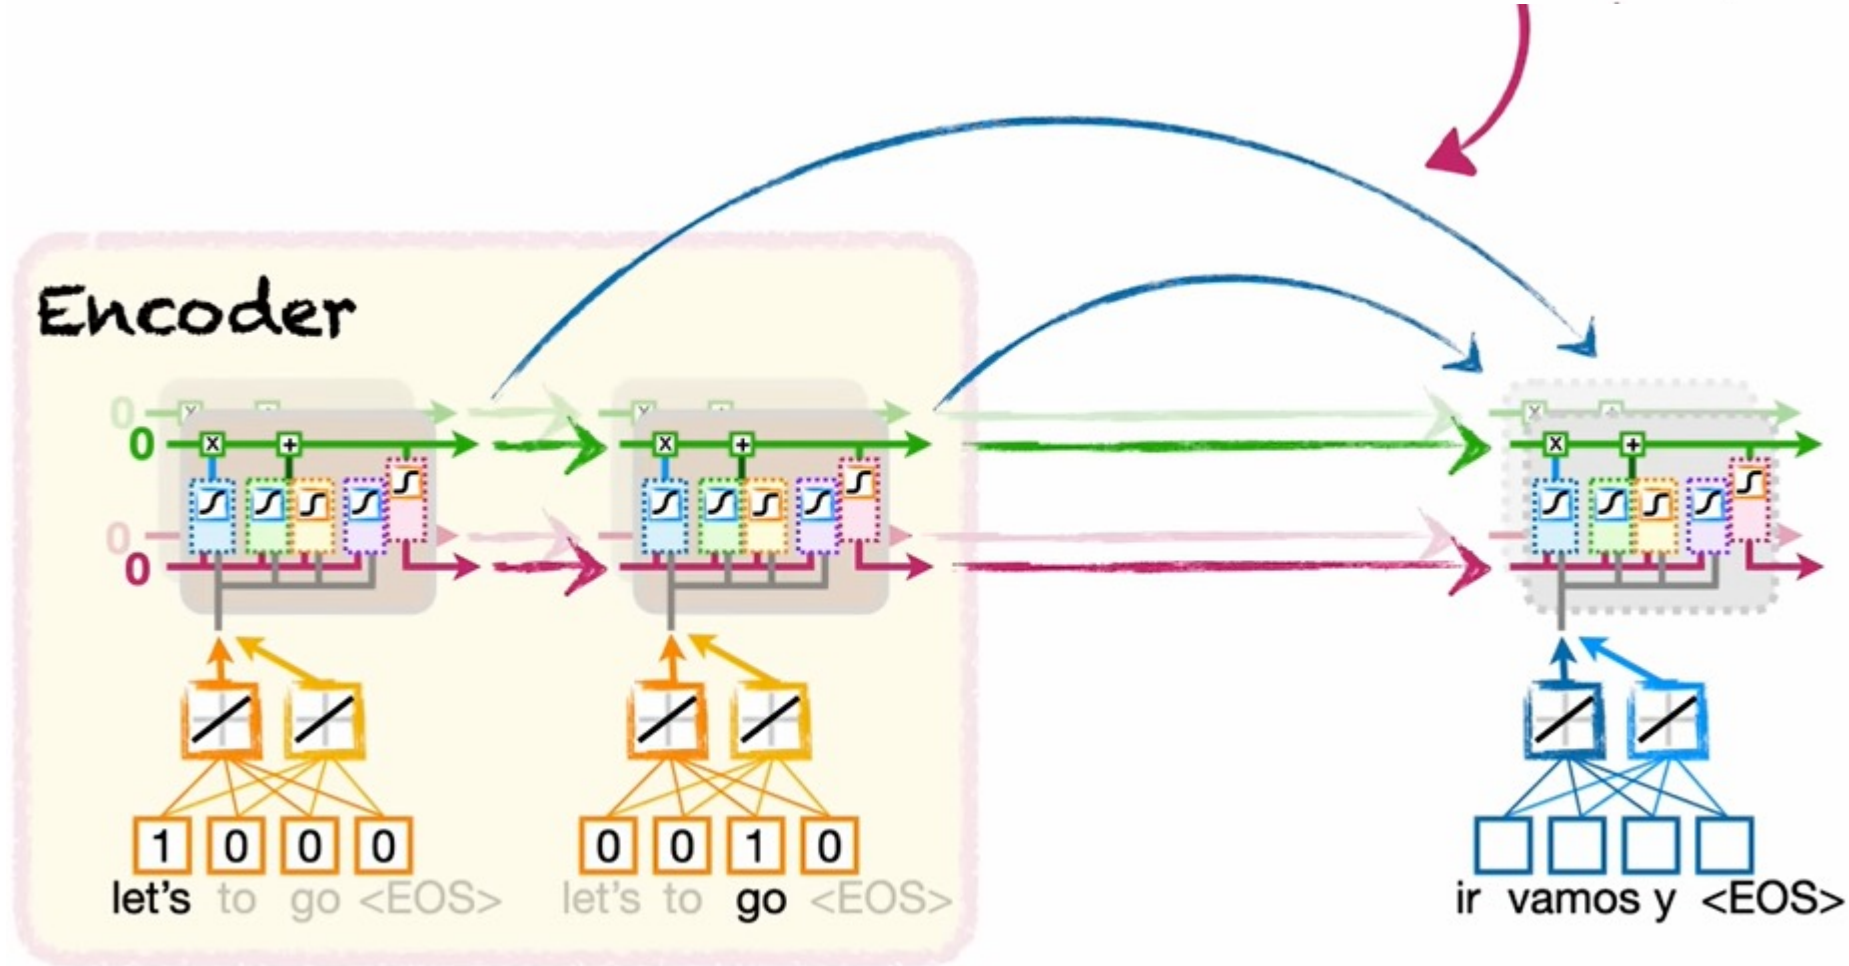 Encoder
0 x +
0 x + x + x +
0
0
1 0 0 0 0 0 1 0
let's to go <EOS> let's to go <EOS> ir vamos y <EOS>